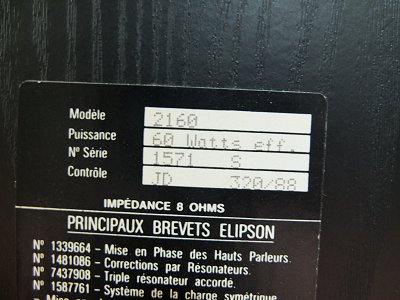 Modèle 2160
Puissance 60 Watts eff.
N° Série 1571 S
Contrôle JD 320/88
IMPÉDANCE 8 OHMS
PRINCIPAUX BREVETS ELIPSON
N° 1339664 – Mise en Phase des Hauts Parleurs.
N° 1481086 – Corrections par Résonateurs.
N° 7437908 – Triple résonateur accordé.
N° 1587761 – Système de la charge symétrique